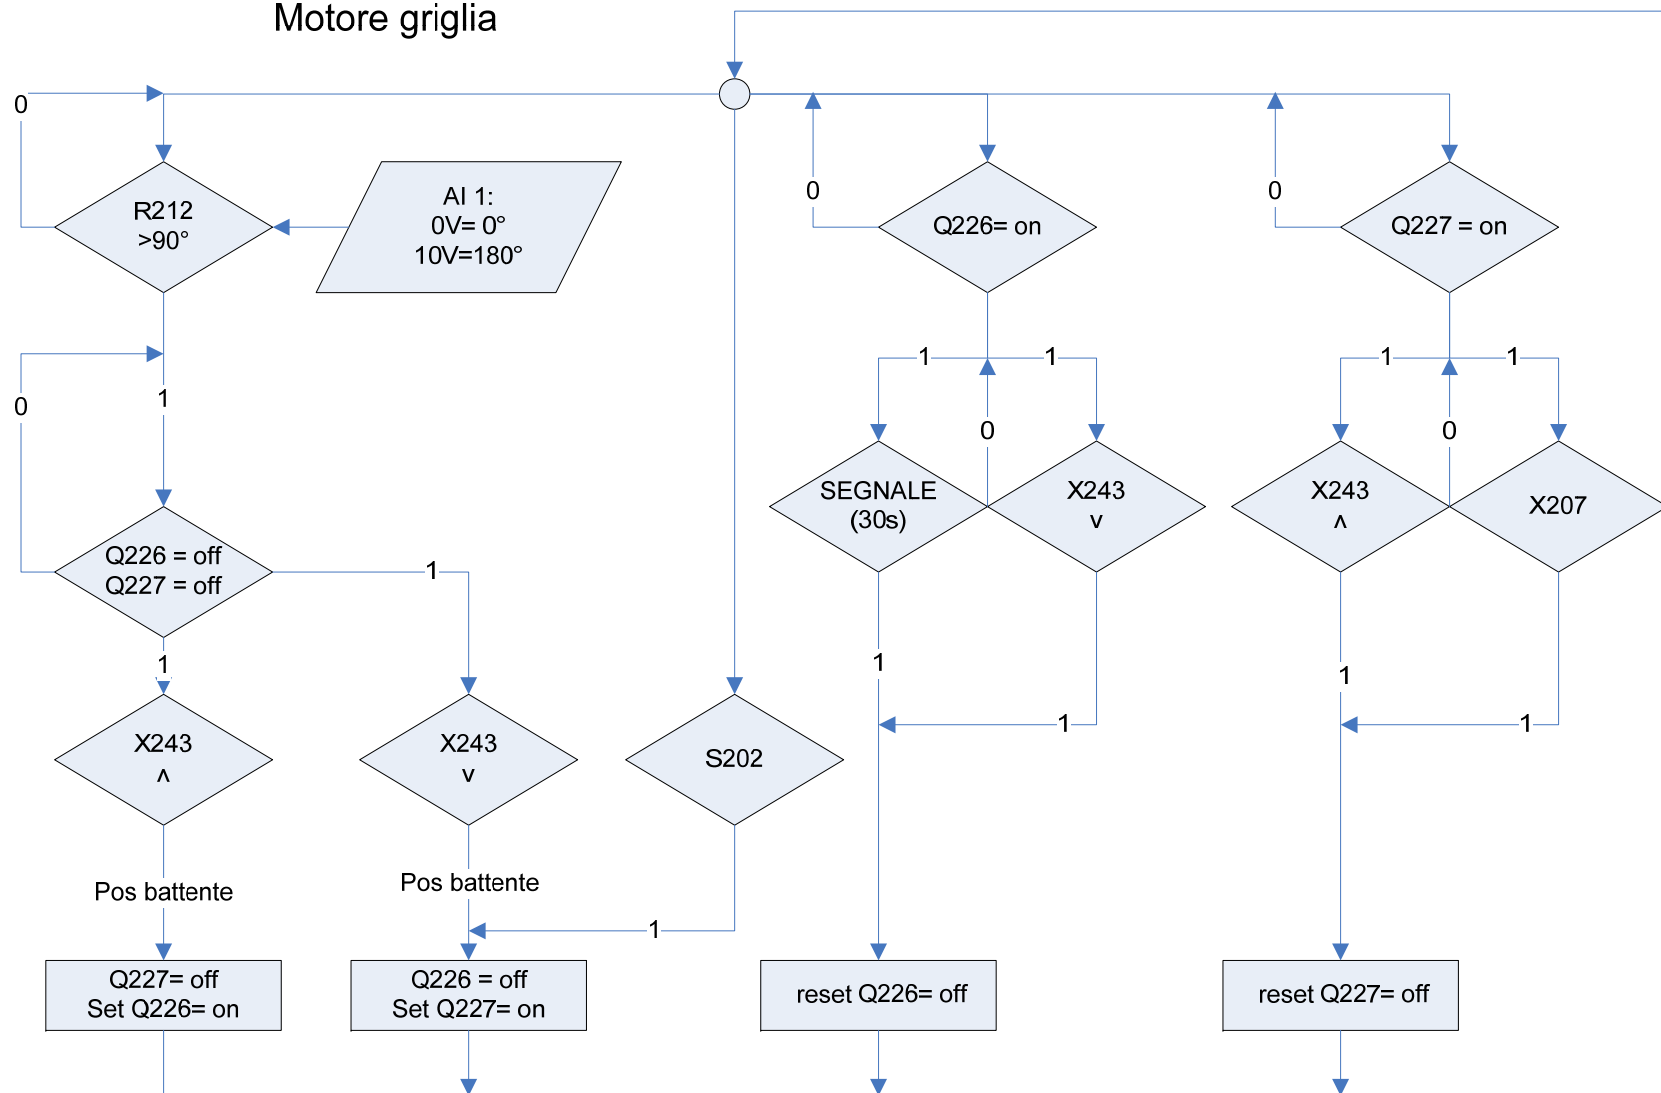 Motore griglia
0
R212
>90°
AI 1:
0V= 0°
10V=180°
0
Q226= on
0
Q227 = on
1
1
1
1
0
1
0
0
SEGNALE
(30s)
X243
v
X243
ʌ
X207
Q226 = off
Q227 = off
1
1
1
1
1
1
X243
ʌ
X243
v
S202
Pos battente
Pos battente
1
Q227= off
Set Q226= on
Q226 = off
Set Q227= on
reset Q226= off
reset Q227= off